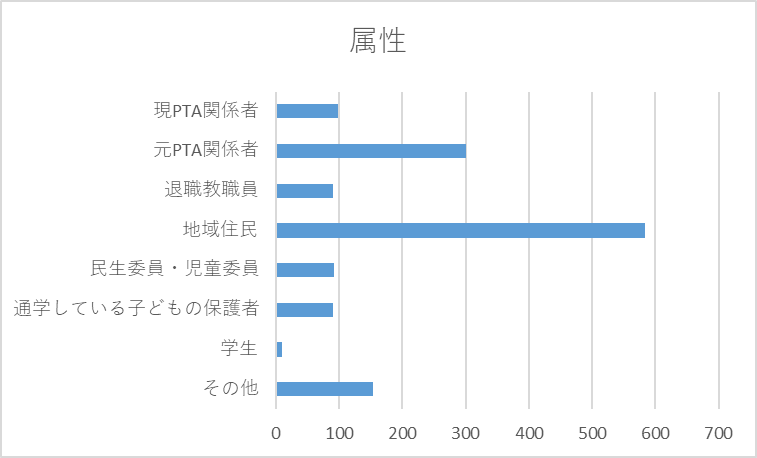 属性
現PTA関係者
元PTA関係者
退職教職員
地域住民
民生委員・児童委員
通学している子どもの保護者
学生
その他
0 100 200 300 400 500 600 700